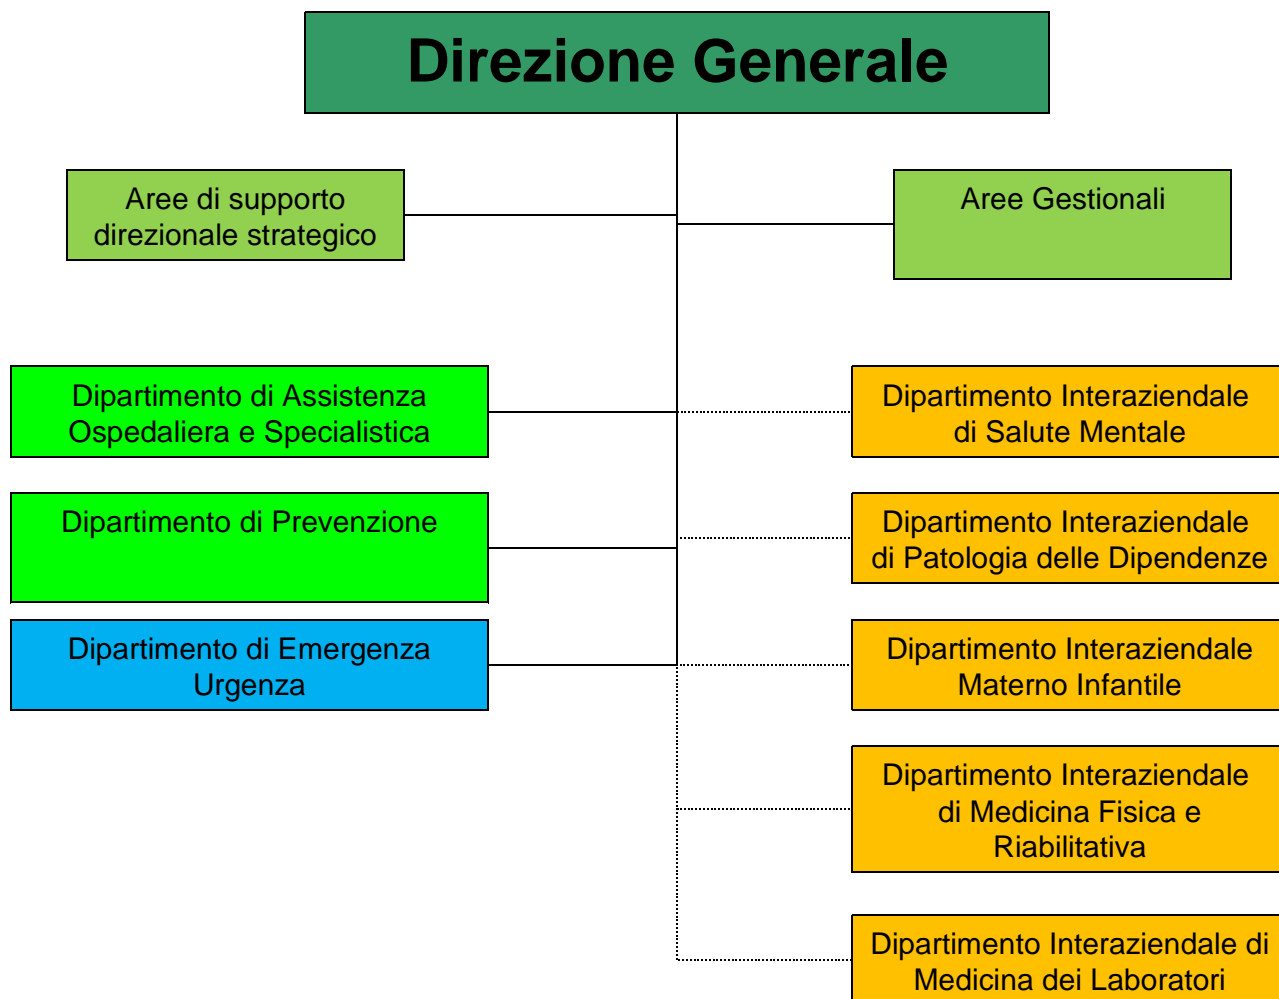 Direzione Generale
Aree di supporto
direzionale strategico
Aree Gestionali
Dipartimento di Assistenza
Ospedaliera e Specialistica
Dipartimento Interaziendale
di Salute Mentale
Dipartimento di Prevenzione
Dipartimento Interaziendale
di Patologia delle Dipendenze
Dipartimento di Emergenza
Urgenza
Dipartimento Interaziendale
Materno Infantile
Dipartimento Interaziendale
di Medicina Fisica e
Riabilitativa
Dipartimento Interaziendale di
Medicina dei Laboratori